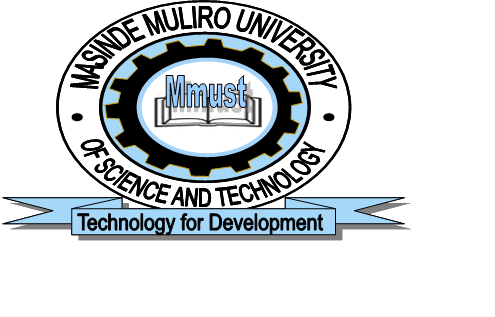 MASINDE MULIRO UNIVERSITY
Mmust
OF SCIENCE AND TECHNOLOGY
Technology for Development